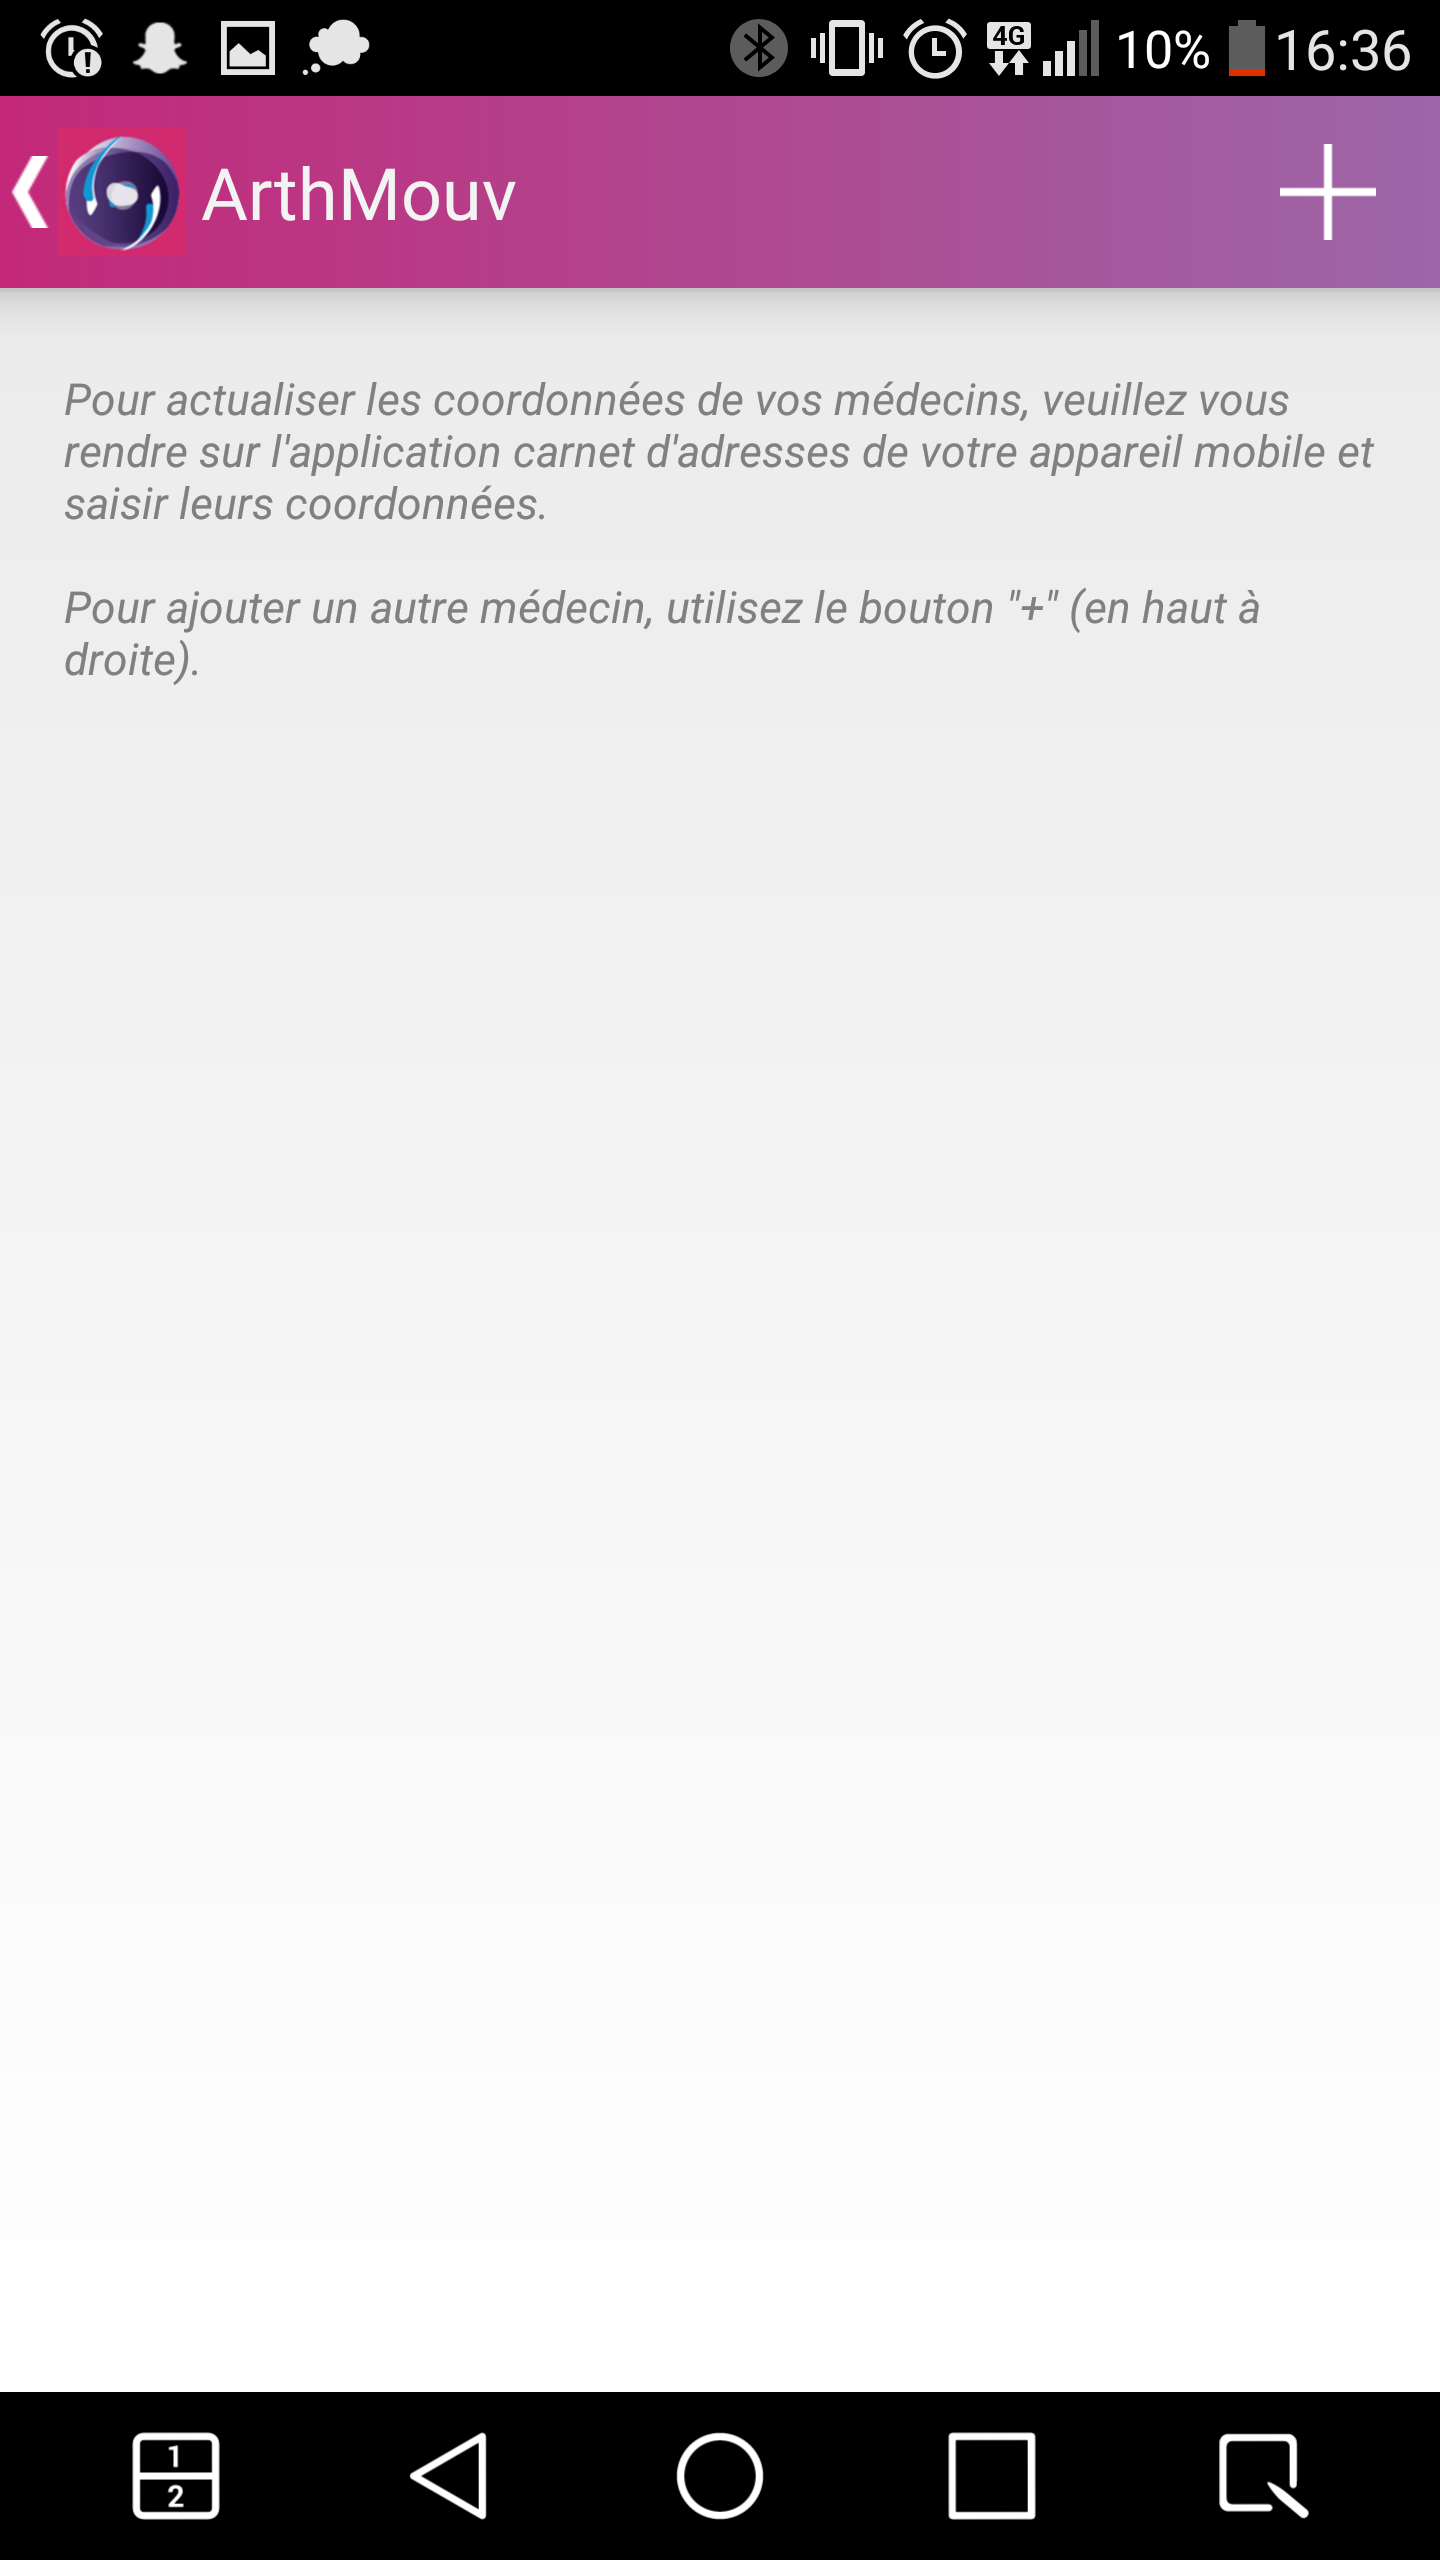 4G 10% 16:36
ArthMouv
Pour actualiser les coordonnées de vos médecins, veuillez vous
rendre sur l'application carnet d'adresses de votre appareil mobile et
saisir leurs coordonnées.
Pour ajouter un autre médecin, utilisez le bouton "+" (en haut à
droite).
1
2